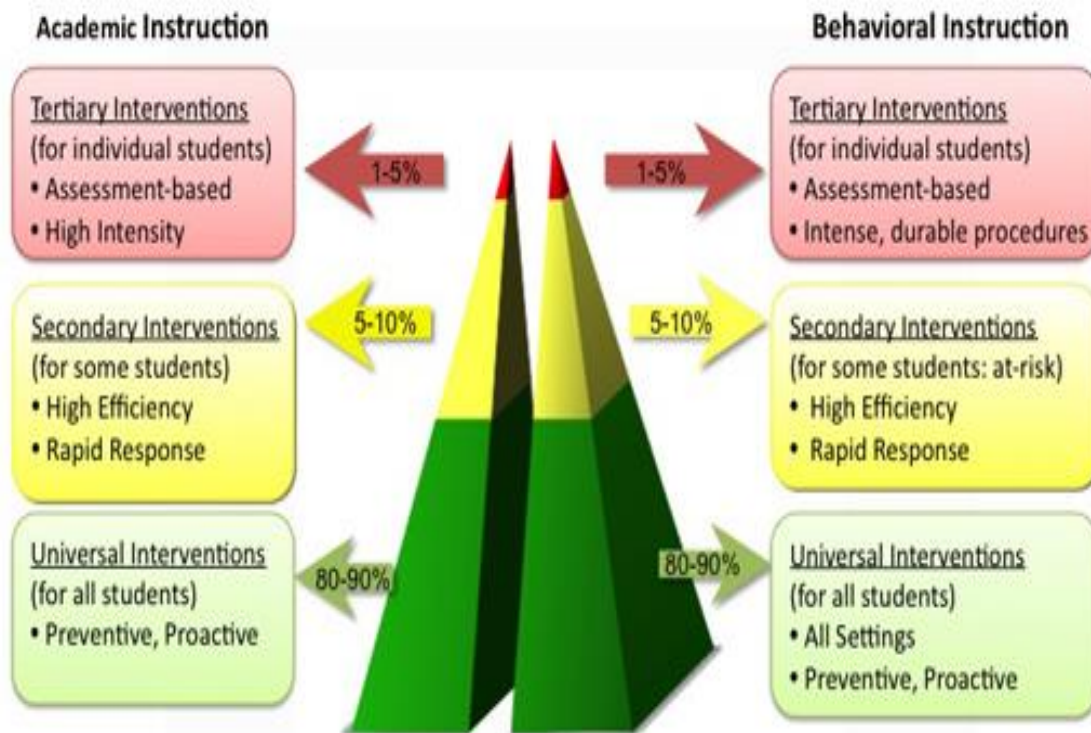 Academic Instruction
Tertiary Interventions
(for individual students)
• Assessment-based
• High Intensity
1-5%
Secondary Interventions
(for some students)
• High Efficiency
• Rapid Response
5-10%
Universal Interventions
(for all students)
• Preventive, Proactive
80-90%
Behavioral Instruction
1-5%
Tertiary Interventions
(for individual students)
• Assessment-based
• Intense, durable procedures
5-10%
Secondary Interventions
(for some students: at-risk)
• High Efficiency
• Rapid Response
80-90%
Universal Interventions
(for all students)
• All Settings
• Preventive, Proactive